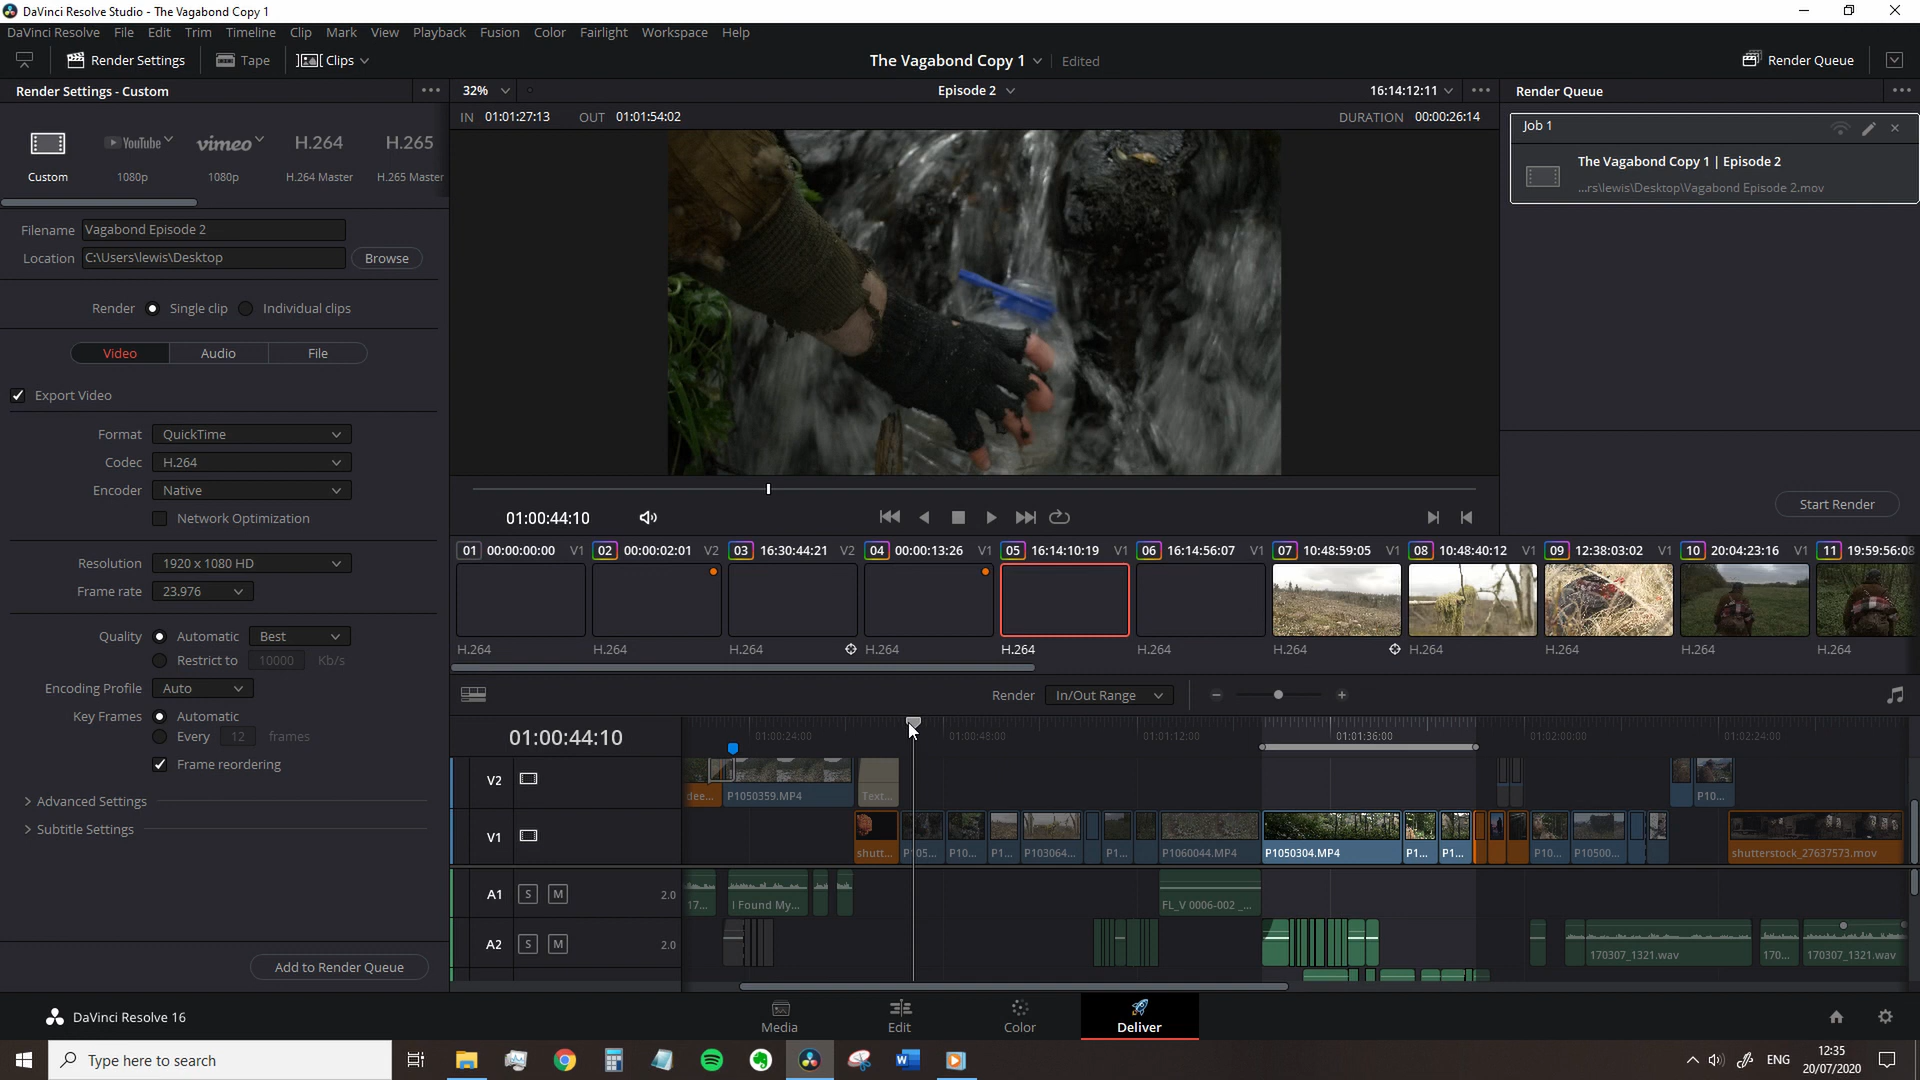 DaVinci Resolve Studio - The Vagabond Copy 1
DaVinci Resolve File Edit Trim Timeline Clip Mark View Playback Fusion Color Fairlight Workspace Help
Render Settings Tape Clips The Vagabond Copy 1 Edited Render Queue
Render Settings - Custom
32% Episode 2 16:14:12:11
Render Queue
IN 01:01:27:13 OUT 01:01:54:02 DURATION 00:00:26:14
Job 1
YouTube vimeo H.264 H.265
Custom 1080p 1080p H.264 Master H.265 Master
The Vagabond Copy 1 | Episode 2
...rs\lewis\Desktop\Vagabond Episode 2.mov
Filename Vagabond Episode 2
Location C:\Users\lewis\Desktop Browse
Render Single clip Individual clips
Video Audio File
Export Video
Format QuickTime
Codec H.264
Encoder Native
Network Optimization
Resolution 1920 x 1080 HD
Frame rate 23.976
Quality Automatic Best
Restrict to 10000 Kb/s
Encoding Profile Auto
Key Frames Automatic
Every 12 frames
Frame reordering
Advanced Settings
Subtitle Settings
Add to Render Queue
01:00:44:10
Start Render
01 00:00:00:00 V1 02 00:00:02:01 V2 03 16:30:44:21 V2 04 00:00:13:26 V1 05 16:14:10:19 V1 06 16:14:56:07 V1 07 10:48:59:05 V1 08 10:48:40:12 V1 09 12:38:03:02 V1 10 20:04:23:16 V1 11 19:59:56:08
H.264 H.264 H.264 H.264 H.264 H.264 H.264 H.264 H.264 H.264 H.264
Render In/Out Range
01:00:44:10 01:00:24:00 01:00:48:00 01:01:12:00 01:01:36:00 01:02:00:00 01:02:24:00
V2 dee... P1050359.MP4 Text... P10...
V1 shutt... P105... P10... P1... P103064... P1... P1060044.MP4 P1050304.MP4 P1... P1... P10... P10500... shutterstock_27637573.mov
A1 S M 2.0 17... I Found My... FL_V 0006-002 _...
A2 S M 2.0 170307_1321.wav 170... 170307_1321.wav
DaVinci Resolve 16 Media Edit Color Deliver
Type here to search ENG 12:35
20/07/2020